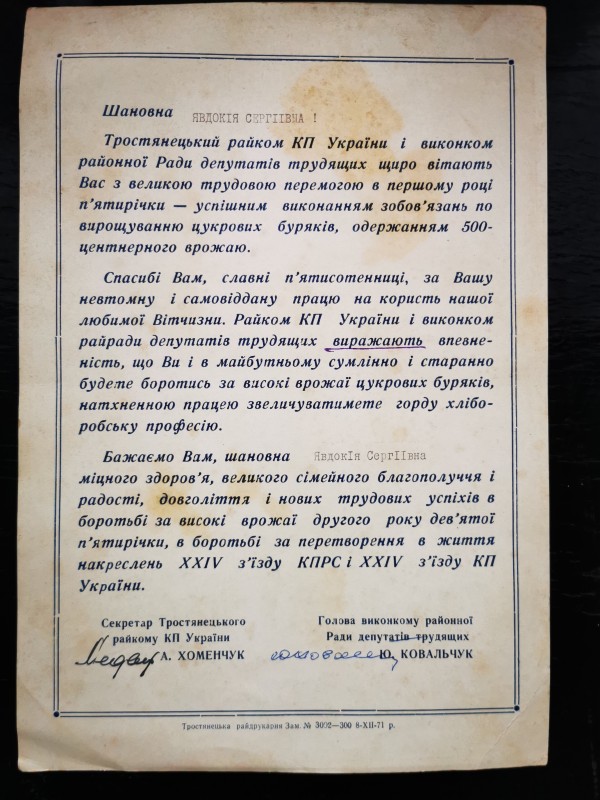 Шановна ЯВДОКІЯ СЕРГІІВНА !
Тростянецький райком КП України і виконком
районної Ради депутатів трудящих щиро вітають
Вас з великою трудовою перемогою в першому році
п'ятирічки — успішним виконанням зобов'язань по
вирощуванню цукрових буряків, одержанням 500-
центнерного врожаю.
Спасибі Вам, славні п'ятисотенниці, за Вашу
невтомну і самовіддану працю на користь нашої
любимої Вітчизни. Райком КП України і виконком
райради депутатів трудящих виражають впевне-
ність, що Ви і в майбутньому сумлінно і старанно
будете боротись за високі врожаї цукрових буряків,
натхненною працею звеличуватимете горду хлібо-
робську професію.
Бажаємо Вам, шановна ЯвдокІя СергІІвна
міцного здоров'я, великого сімейного благополуччя і
радості, довголіття і нових трудових успіхів в
боротьбі за високі врожаї другого року дев'ятої
п'ятирічки, в боротьбі за перетворення в життя
накреслень XXIV з'їзду КПРС і XXIV з'їзду КП
України.
Секретар Тростянецького
райкому КП України
А. ХОМЕНЧУК
Голова виконкому районної
Ради депутатів трудящих
Ю. КОВАЛЬЧУК
Тростянецька райдрукарня Зам. № 3092—300 8-XII-71 р.